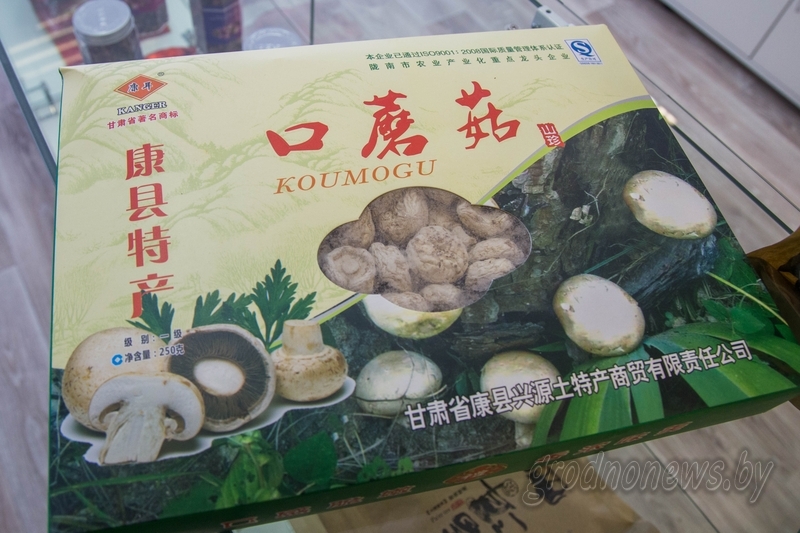 本企业已通过ISO9001:2008国际质量管理体系认证
陇南市农业产业化重点龙头企业
康耳
KANGER
甘肃省著名商标
口蘑菇
山珍
KOUMOGU
康县特产
级别:一级
净含量:250克
甘肃省康县兴源土特产商贸有限责任公司
grodnonews.by